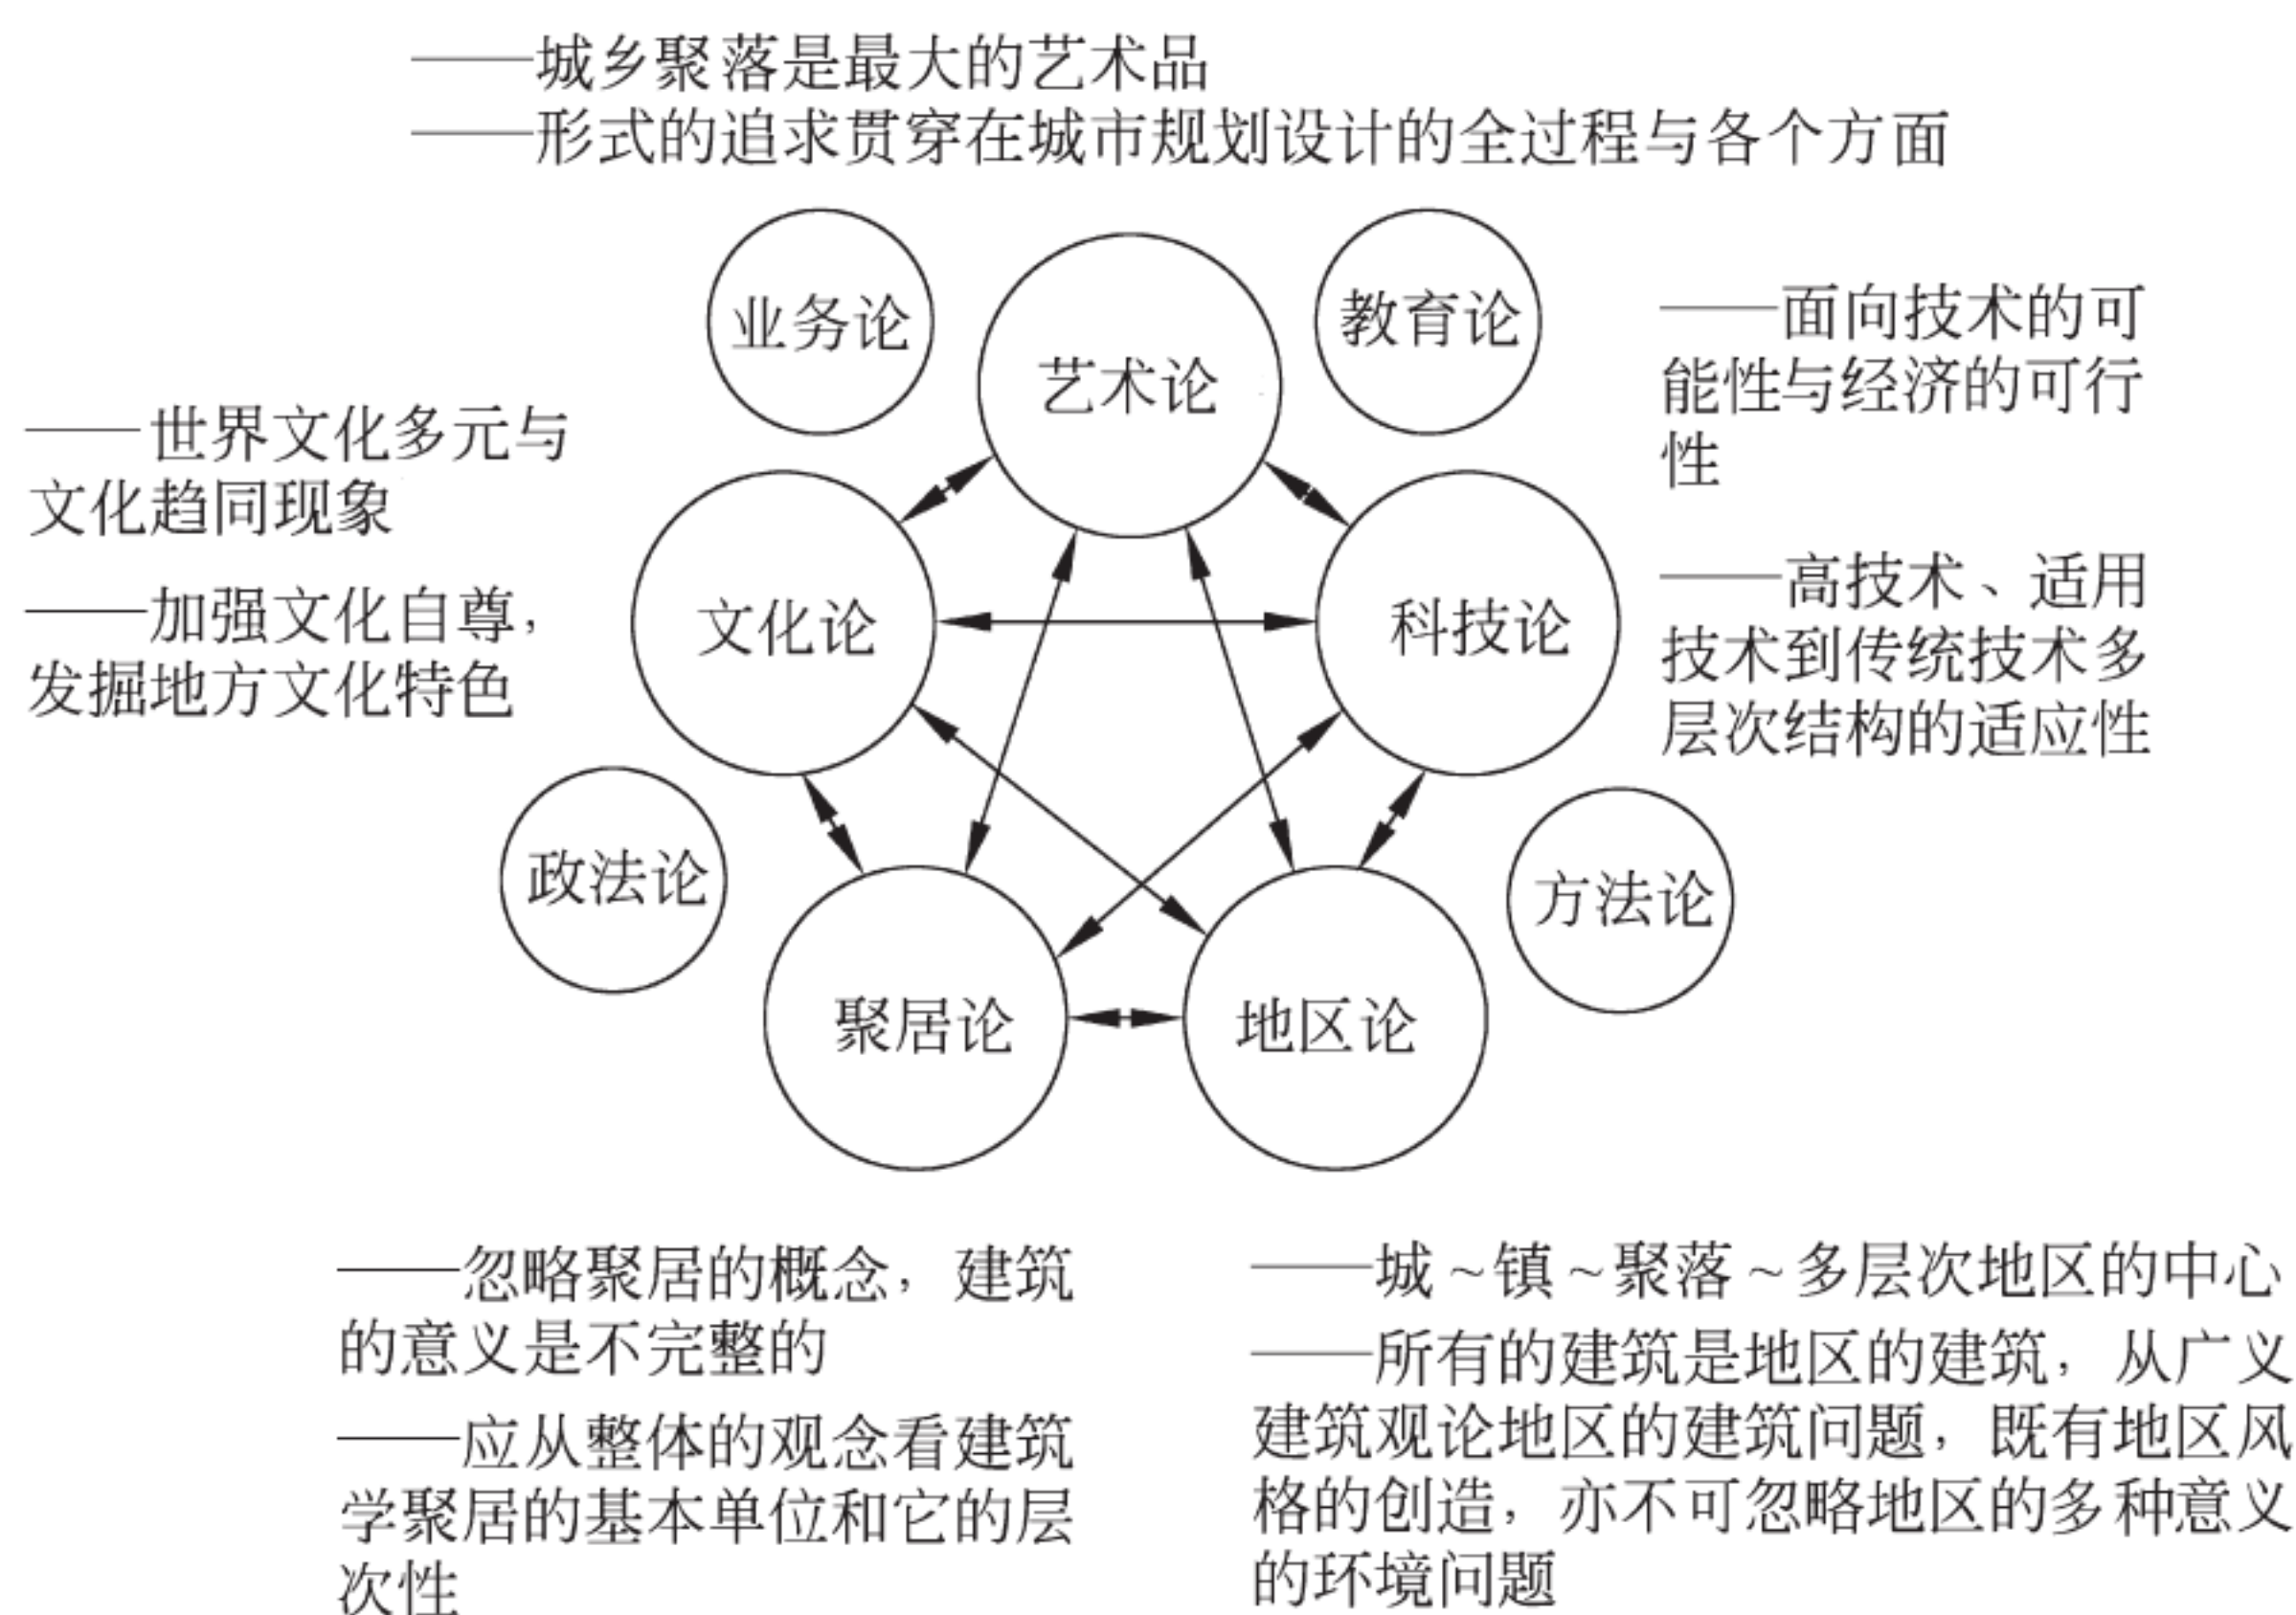 ——城乡聚落是最大的艺术品
——形式的追求贯穿在城市规划设计的全过程与各个方面
业务论
艺术论
教育论
——世界文化多元与
文化趋同现象
——加强文化自尊，
发掘地方文化特色
——面向技术的可
能性与经济的可行
性
——高技术、适用
技术到传统技术多
层次结构的适应性
文化论
科技论
政法论
方法论
聚居论
地区论
——忽略聚居的概念，建筑
的意义是不完整的
——应从整体的观念看建筑
学聚居的基本单位和它的层
次性
——城～镇～聚落～多层次地区的中心
——所有的建筑是地区的建筑，从广义
建筑观论地区的建筑问题，既有地区风
格的创造，亦不可忽略地区的多种意义
的环境问题